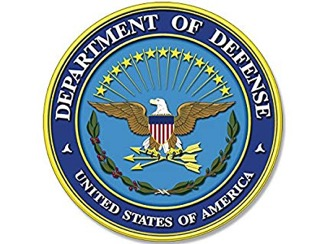 DEPARTMENT OF DEFENSE
UNITED STATES OF AMERICA